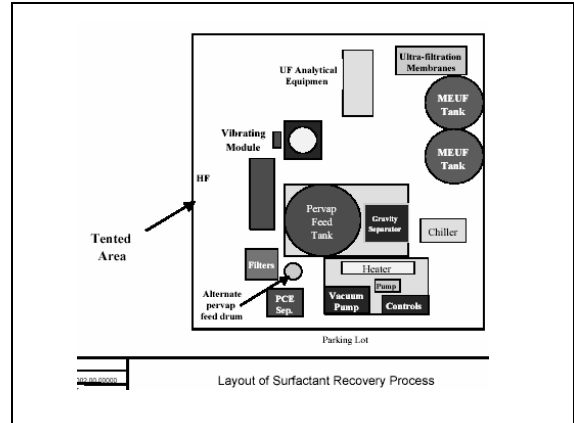 Ultra-filtration
Membranes
UF Analytical
Equipmen
MEUF
Tank
Vibrating
Module
MEUF
Tank
HF
Pervap
Feed
Tank
Gravity
Separator
Chiller
Tented
Area
Filters
Heater
Pump
Alternate
pervap
feed drum
PCE
Sep.
Vacuum
Pump
Controls
Parking Lot
Layout of Surfactant Recovery Process